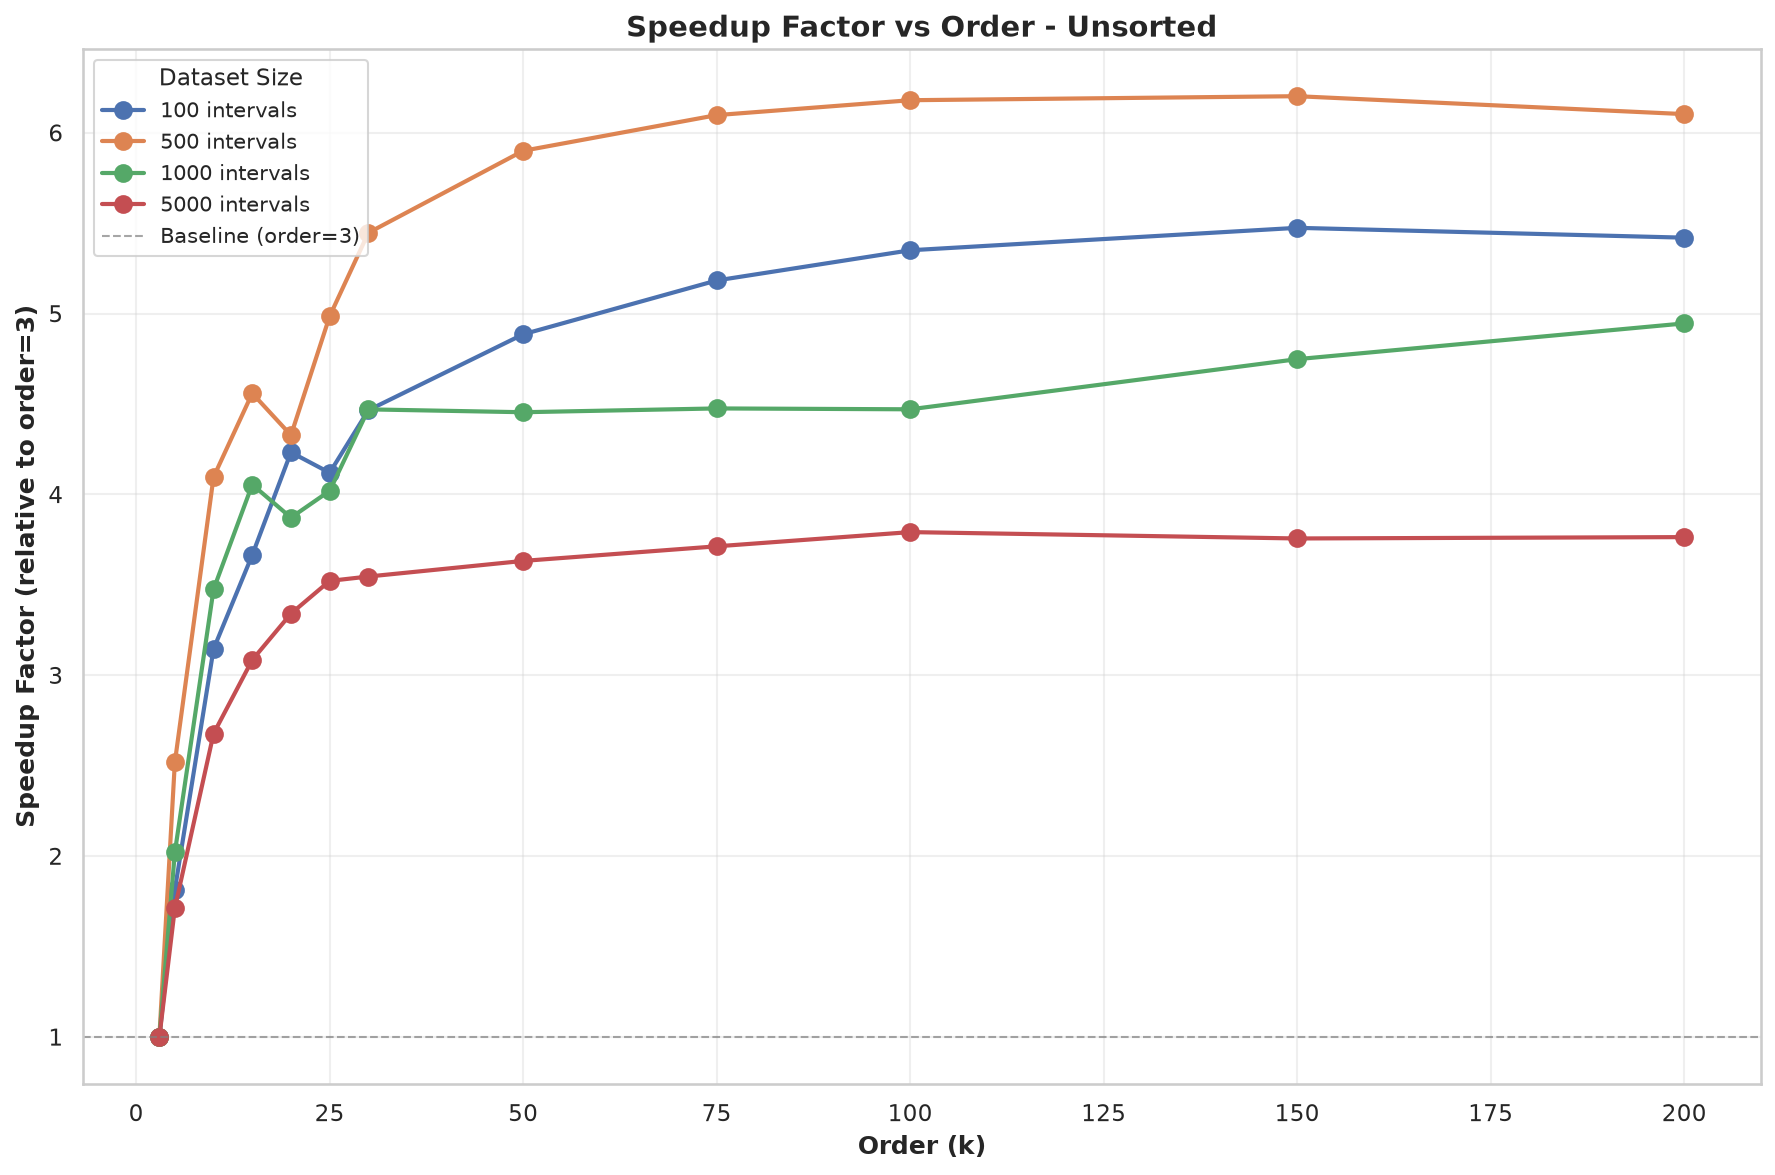 Speedup Factor vs Order - Unsorted
Dataset Size
100 intervals
500 intervals
1000 intervals
5000 intervals
Baseline (order=3)
Speedup Factor (relative to order=3)
6
5
4
3
2
1
0 25 50 75 100 125 150 175 200
Order (k)